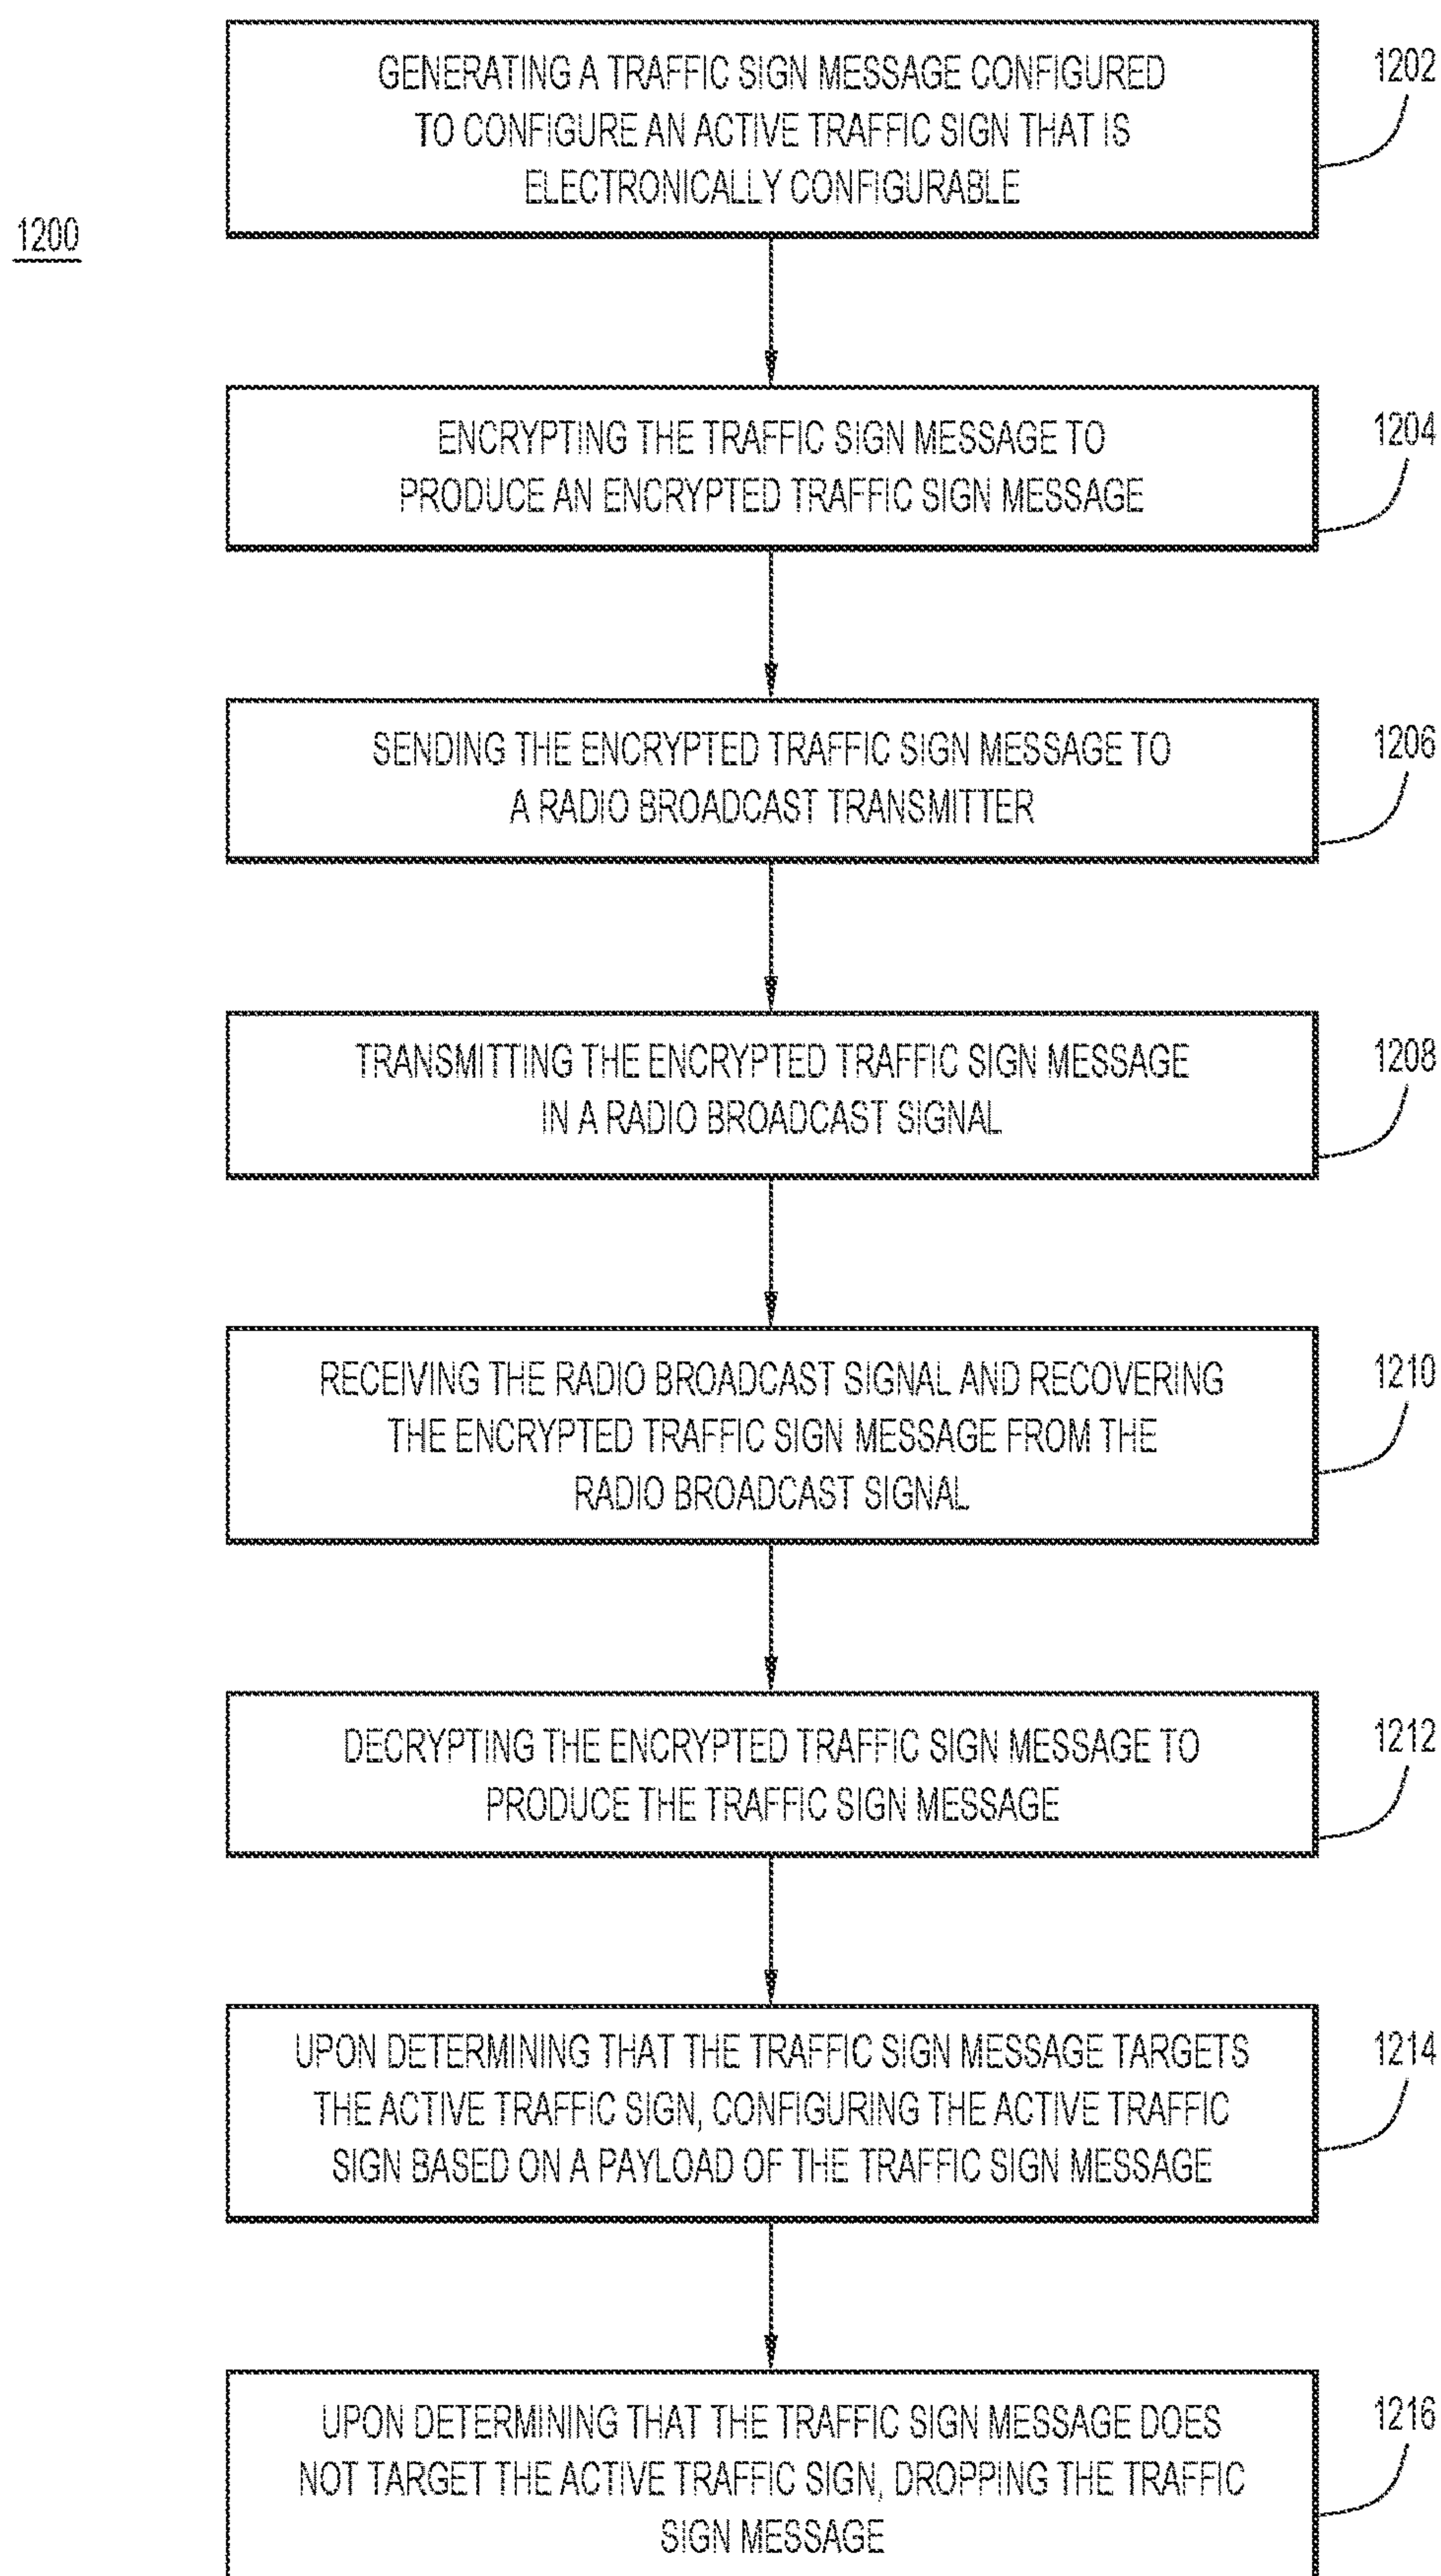 GENERATING A TRAFFIC SIGN MESSAGE CONFIGURED
TO CONFIGURE AN ACTIVE TRAFFIC SIGN THAT IS
ELECTRONICALLY CONFIGURABLE
1202
1200
ENCRYPTING THE TRAFFIC SIGN MESSAGE TO
PRODUCE AN ENCRYPTED TRAFFIC SIGN MESSAGE
1204
SENDING THE ENCRYPTED TRAFFIC SIGN MESSAGE TO
A RADIO BROADCAST TRANSMITTER
1206
TRANSMITTING THE ENCRYPTED TRAFFIC SIGN MESSAGE
IN A RADIO BROADCAST SIGNAL
1208
RECEIVING THE RADIO BROADCAST SIGNAL AND RECOVERING
THE ENCRYPTED TRAFFIC SIGN MESSAGE FROM THE
RADIO BROADCAST SIGNAL
1210
DECRYPTING THE ENCRYPTED TRAFFIC SIGN MESSAGE TO
PRODUCE THE TRAFFIC SIGN MESSAGE
1212
UPON DETERMINING THAT THE TRAFFIC SIGN MESSAGE TARGETS
THE ACTIVE TRAFFIC SIGN, CONFIGURING THE ACTIVE TRAFFIC
SIGN BASED ON A PAYLOAD OF THE TRAFFIC SIGN MESSAGE
1214
UPON DETERMINING THAT THE TRAFFIC SIGN MESSAGE DOES
NOT TARGET THE ACTIVE TRAFFIC SIGN, DROPPING THE TRAFFIC
SIGN MESSAGE
1216